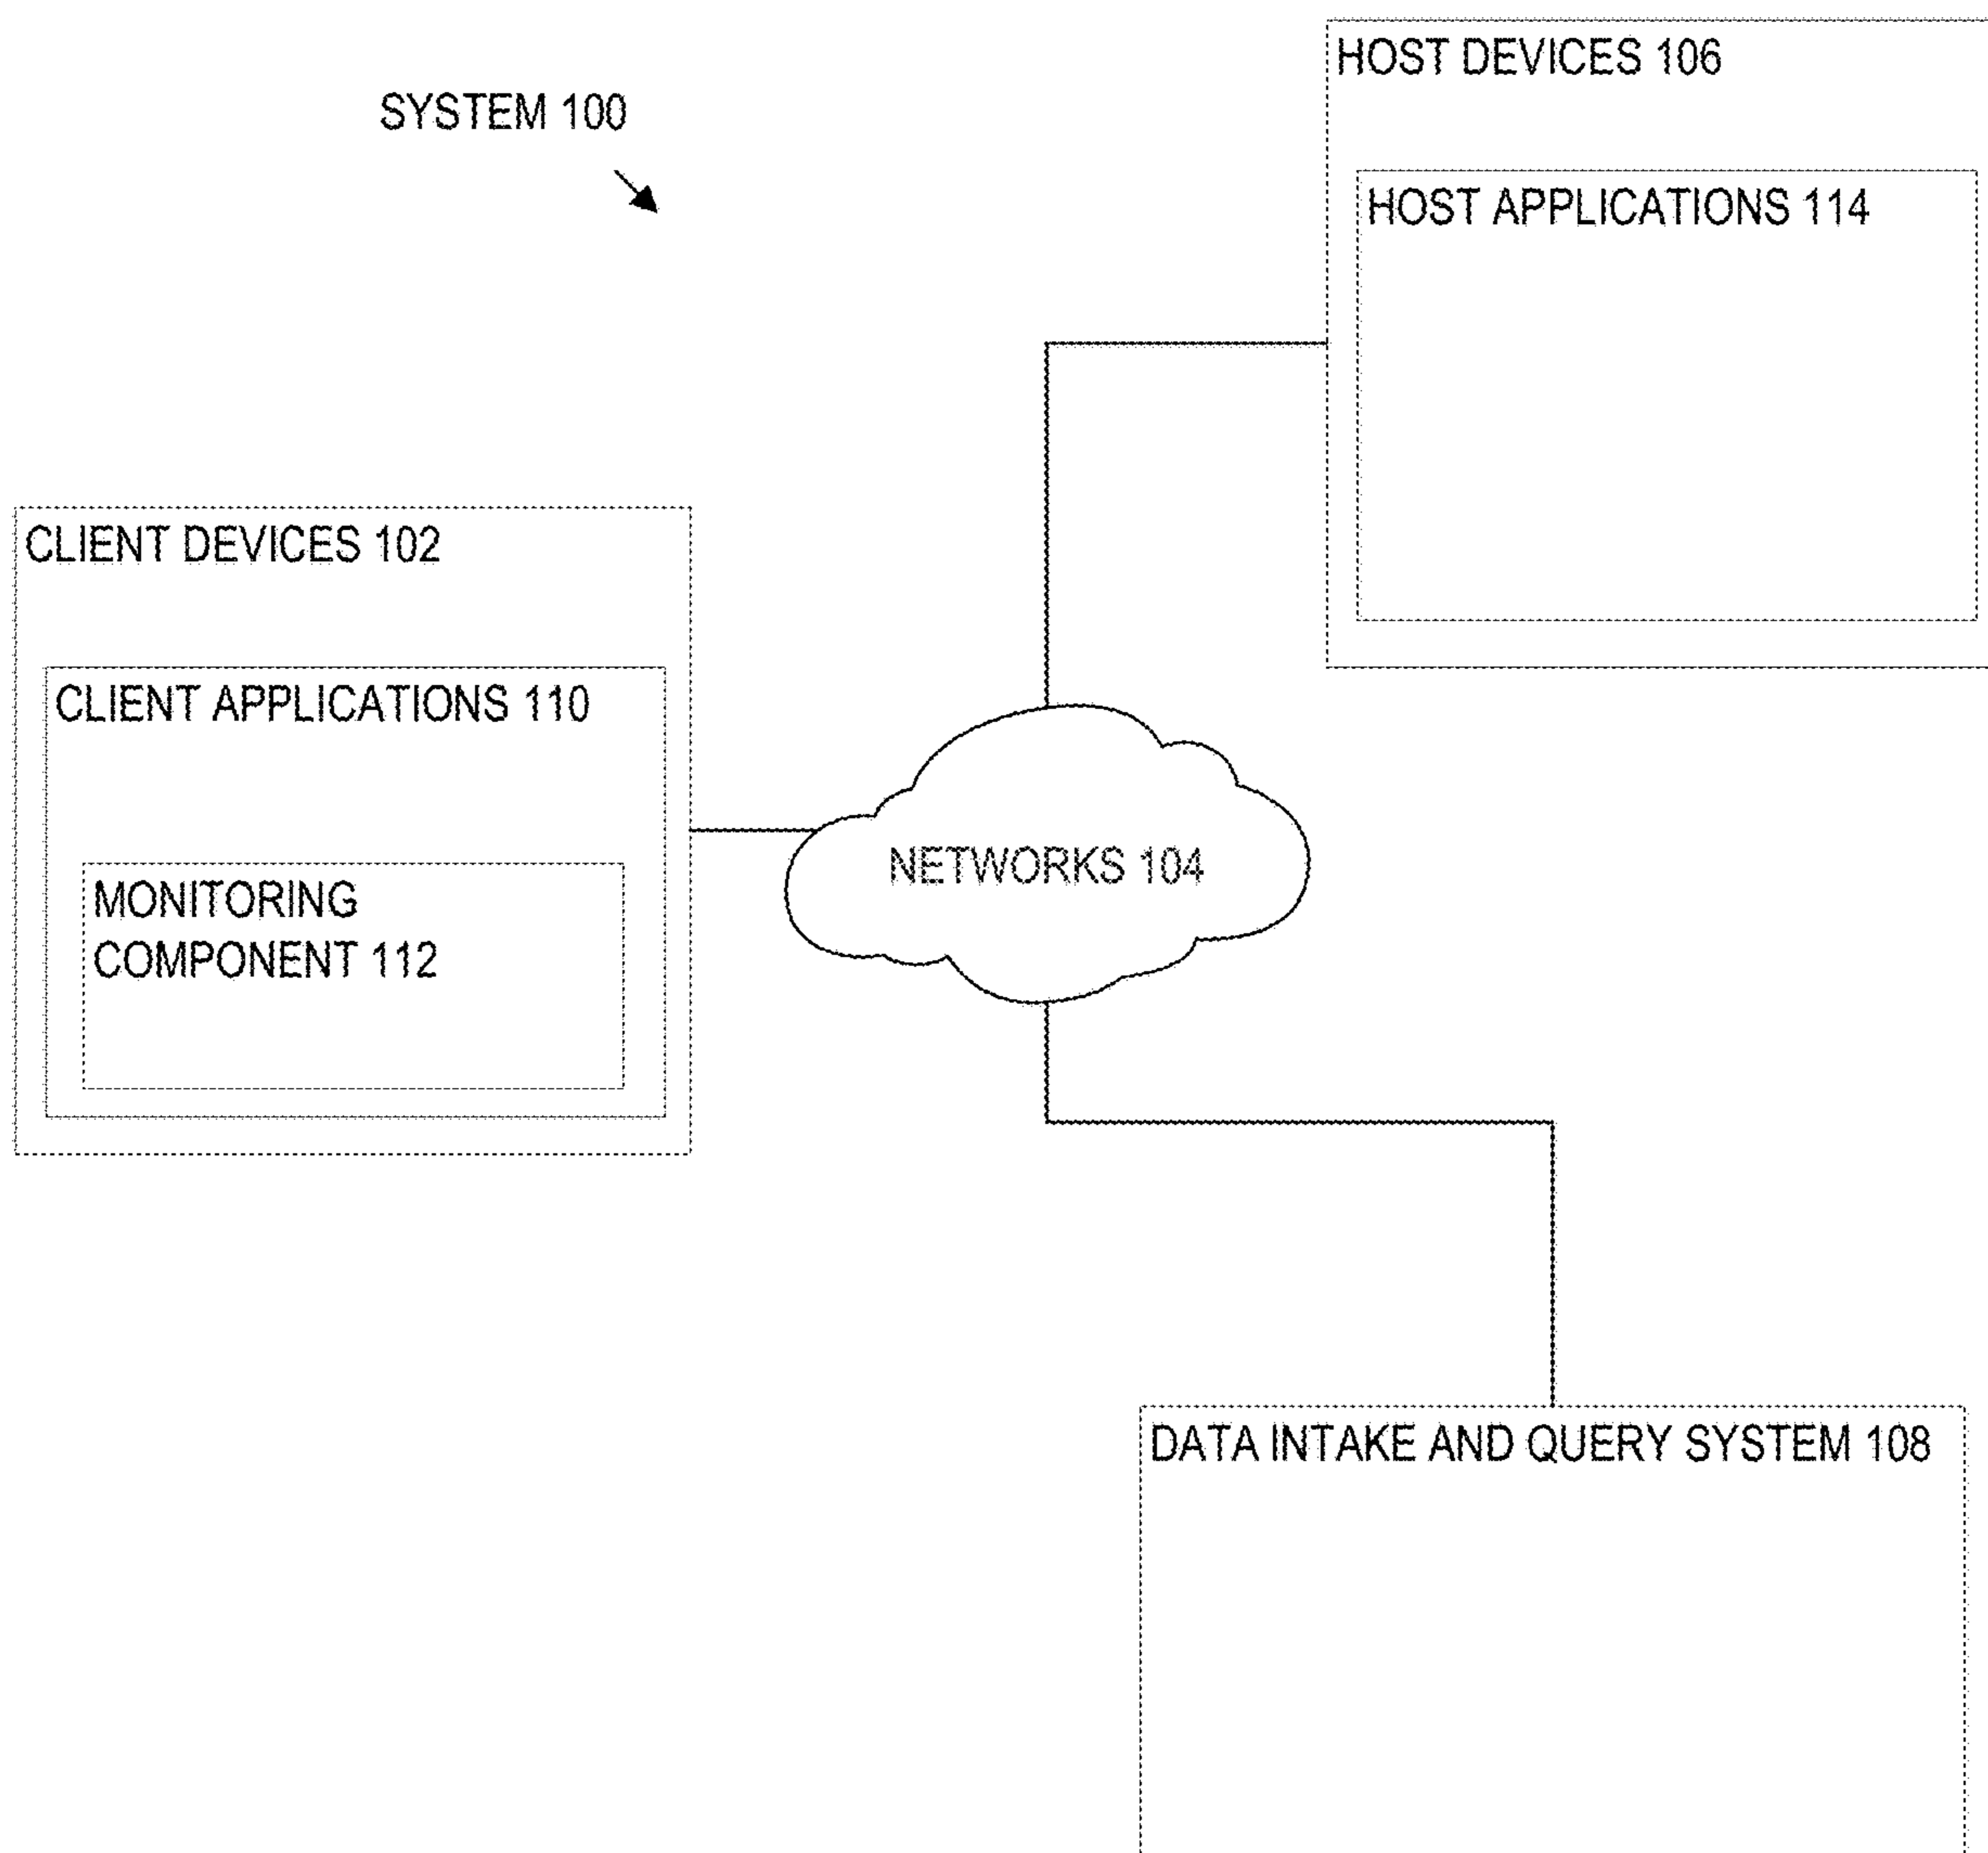 SYSTEM 100
HOST DEVICES 106
HOST APPLICATIONS 114
CLIENT DEVICES 102
CLIENT APPLICATIONS 110
MONITORING
COMPONENT 112
NETWORKS 104
DATA INTAKE AND QUERY SYSTEM 108